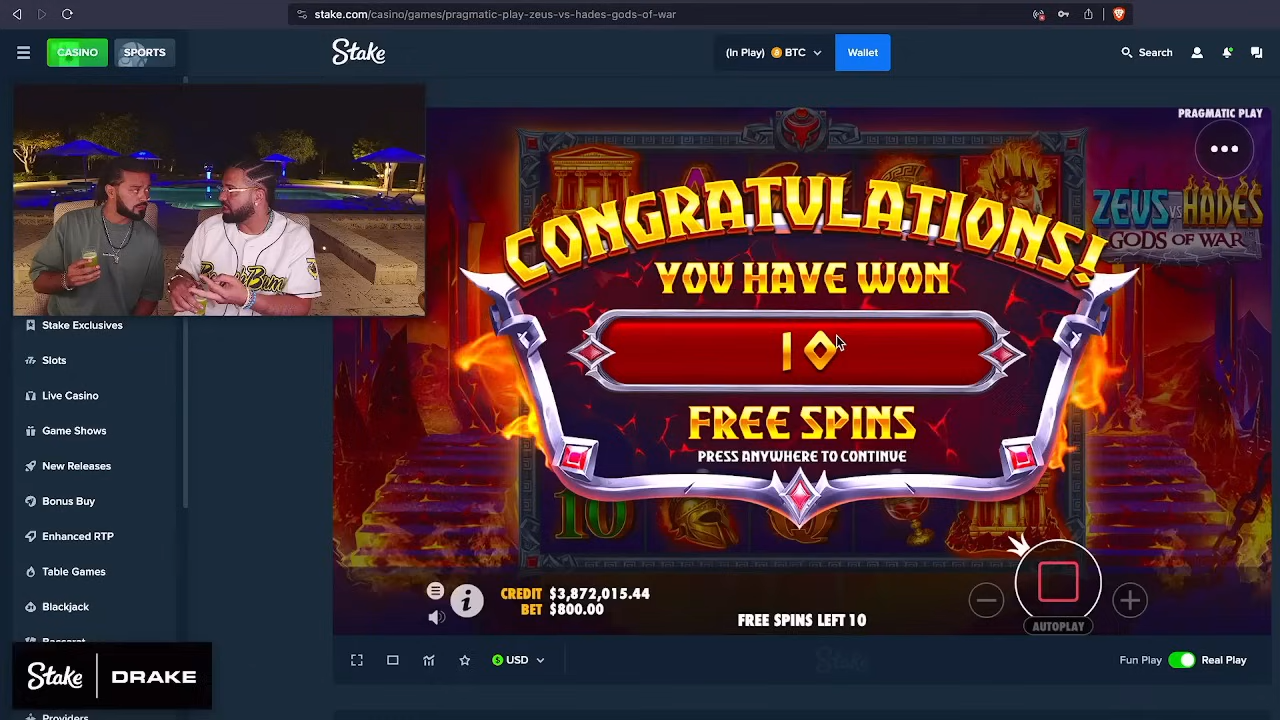 stake.com/casino/games/pragmatic-play-zeus-vs-hades-gods-of-war
CASINO
SPORTS
Stake
(In Play) BTC
Wallet
Search
PRAGMATIC PLAY
ZEUS VS HADES
GODS OF WAR
CONGRATULATIONS!
YOU HAVE WON
10
FREE SPINS
PRESS ANYWHERE TO CONTINUE
10
Stake Exclusives
Slots
Live Casino
Game Shows
New Releases
Bonus Buy
Enhanced RTP
Table Games
Blackjack
Baccarat
Providers
CREDIT $3,872,015.44
BET $800.00
FREE SPINS LEFT 10
AUTOPLAY
USD
Stake
Fun Play
Real Play
Stake | DRAKE